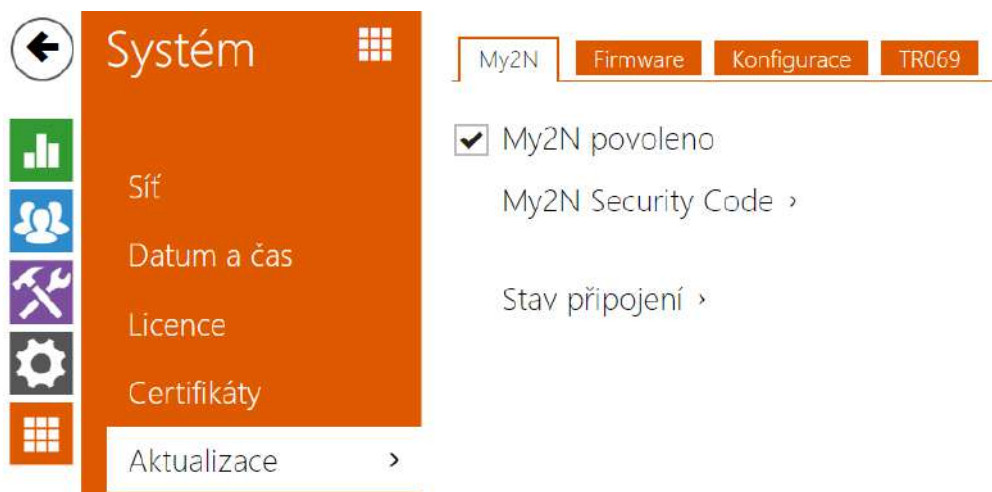 Systém
Síť
Datum a čas
Licence
Certifikáty
Aktualizace
My2N Firmware Konfigurace TR069
My2N povoleno
My2N Security Code
Stav připojení